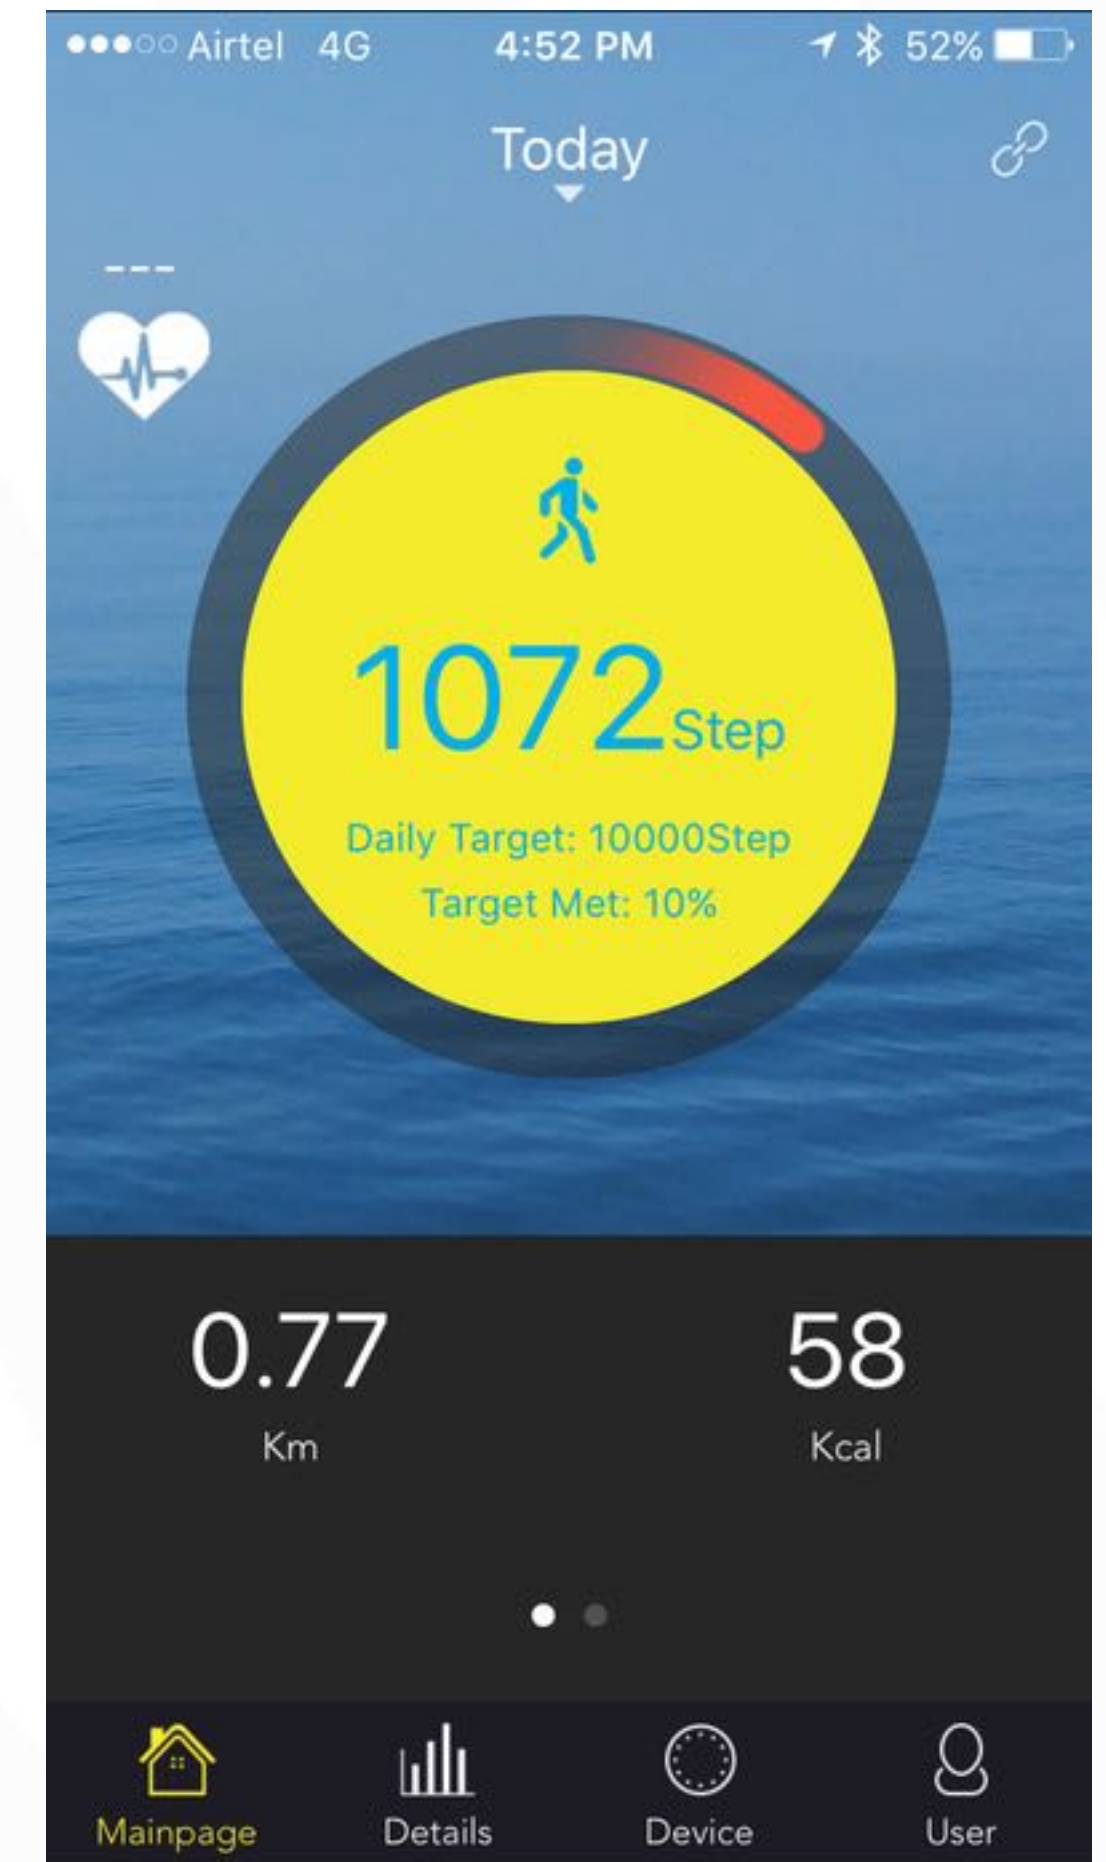 Airtel 4G 4:52 PM 52%
Today
---
1072Step
Daily Target: 10000Step
Target Met: 10%
0.77 58
Km Kcal
Mainpage Details Device User